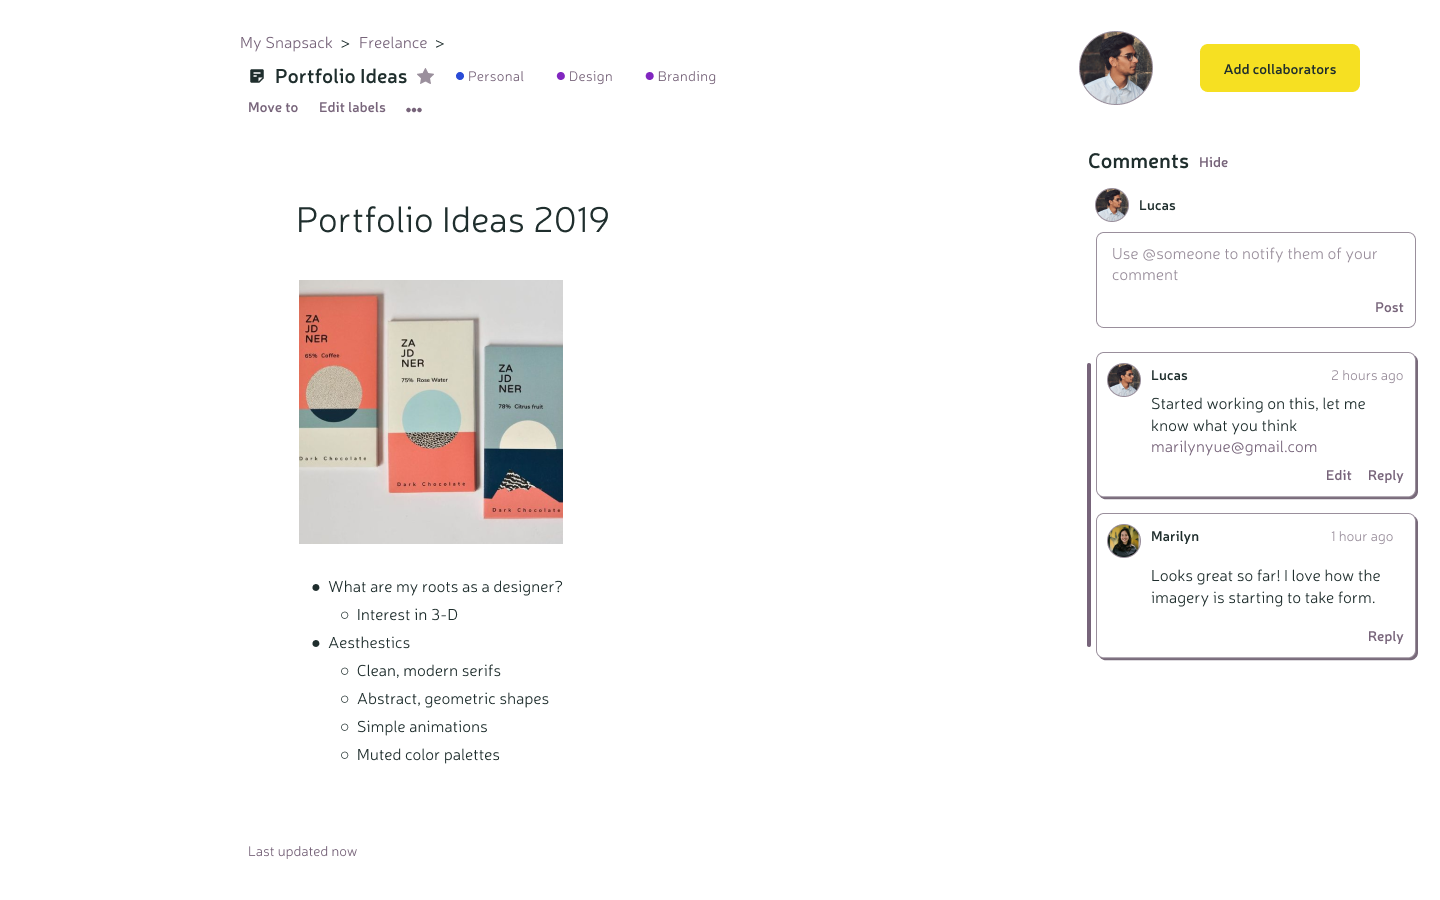 My Snapsack > Freelance >
Portfolio Ideas
Personal
Design
Branding
Move to
Edit labels
Add collaborators
Portfolio Ideas 2019
ZA
JD
NER
65% Coffee
Dark Chocolate
ZA
JD
NER
75% Rose Water
Dark Chocolate
ZA
JD
NER
78% Citrus fruit
Dark Chocolate
What are my roots as a designer?
Interest in 3-D
Aesthestics
Clean, modern serifs
Abstract, geometric shapes
Simple animations
Muted color palettes
Last updated now
Comments Hide
Lucas
Use @someone to notify them of your
comment
Post
Lucas 2 hours ago
Started working on this, let me
know what you think
marilynyue@gmail.com
Edit Reply
Marilyn 1 hour ago
Looks great so far! I love how the
imagery is starting to take form.
Reply